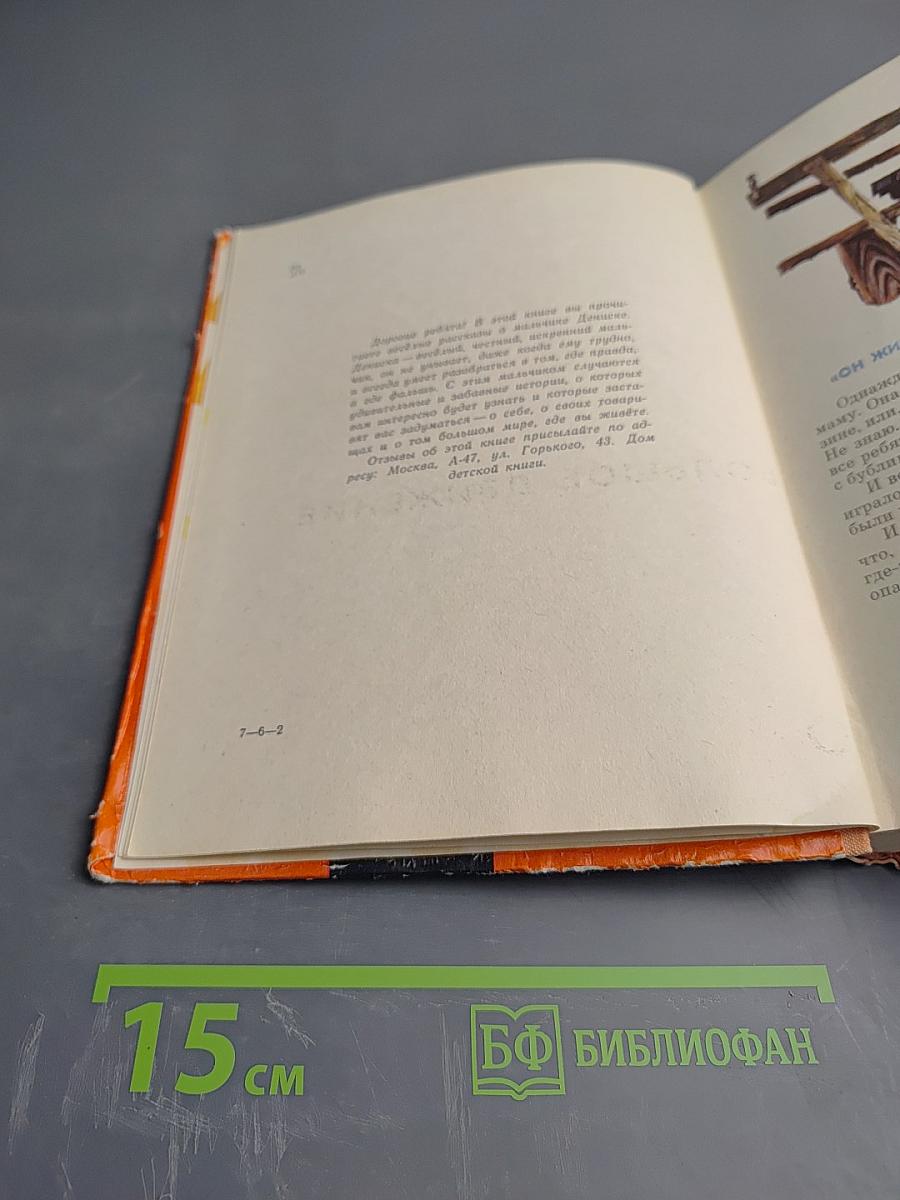 Дорогие ребята! В этой книге вы прочи-
таете весёлые рассказы о мальчике Дениске.
Дениска — весёлый, честный, искренний маль-
чик, он не унывает, даже когда ему трудно,
и всегда умеет разобраться в том, где правда,
а где фальшь. С этим мальчиком случаются
удивительные и забавные истории, о которых
вам интересно будет узнать и которые заста-
вят вас задуматься — о себе, о своих товари-
щах и о том большом мире, где вы живёте.
Отзывы об этой книге присылайте по ад-
ресу: Москва, А-47, ул. Горького, 43. Дом
детской книги.
7—6—2
«ОН ЖИ
Однажд
маму. Она
зине, или
Не знаю.
все ребя
с бубли
И ве
играло
были
И
что,
где-
опа
15 см
БФ БИБЛИОФАН